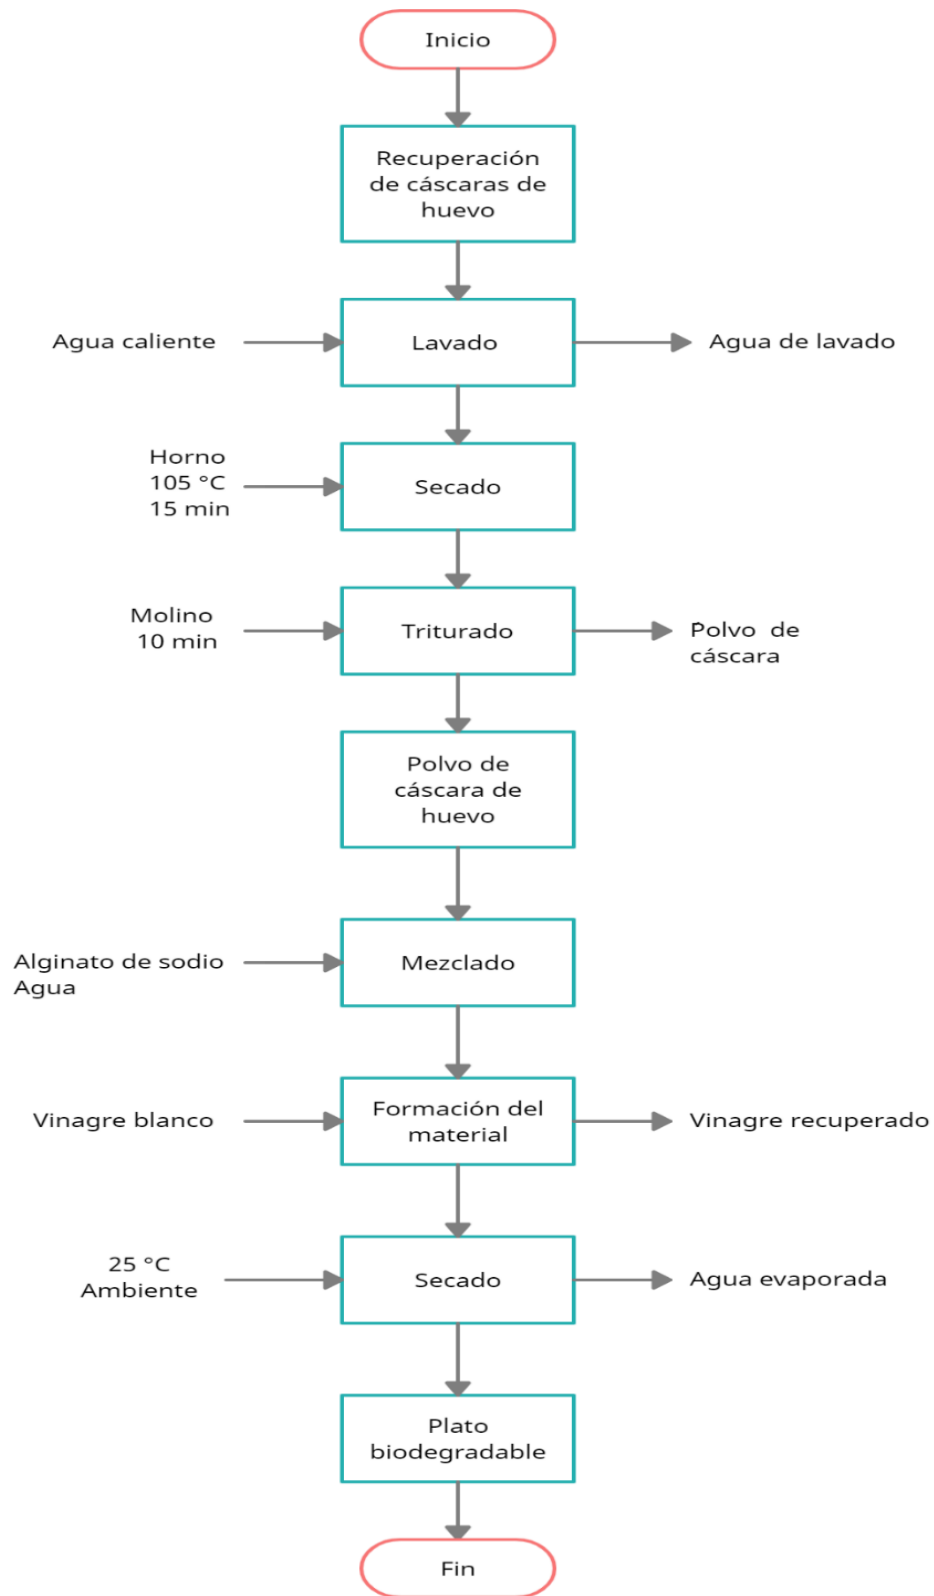 Inicio
Recuperación
de cáscaras de
huevo
Agua caliente
Lavado
Agua de lavado
Horno
105 °C
15 min
Secado
Molino
10 min
Triturado
Polvo de
cáscara
Polvo de
cáscara de
huevo
Alginato de sodio
Agua
Mezclado
Vinagre blanco
Formación del
material
Vinagre recuperado
25 °C
Ambiente
Secado
Agua evaporada
Plato
biodegradable
Fin